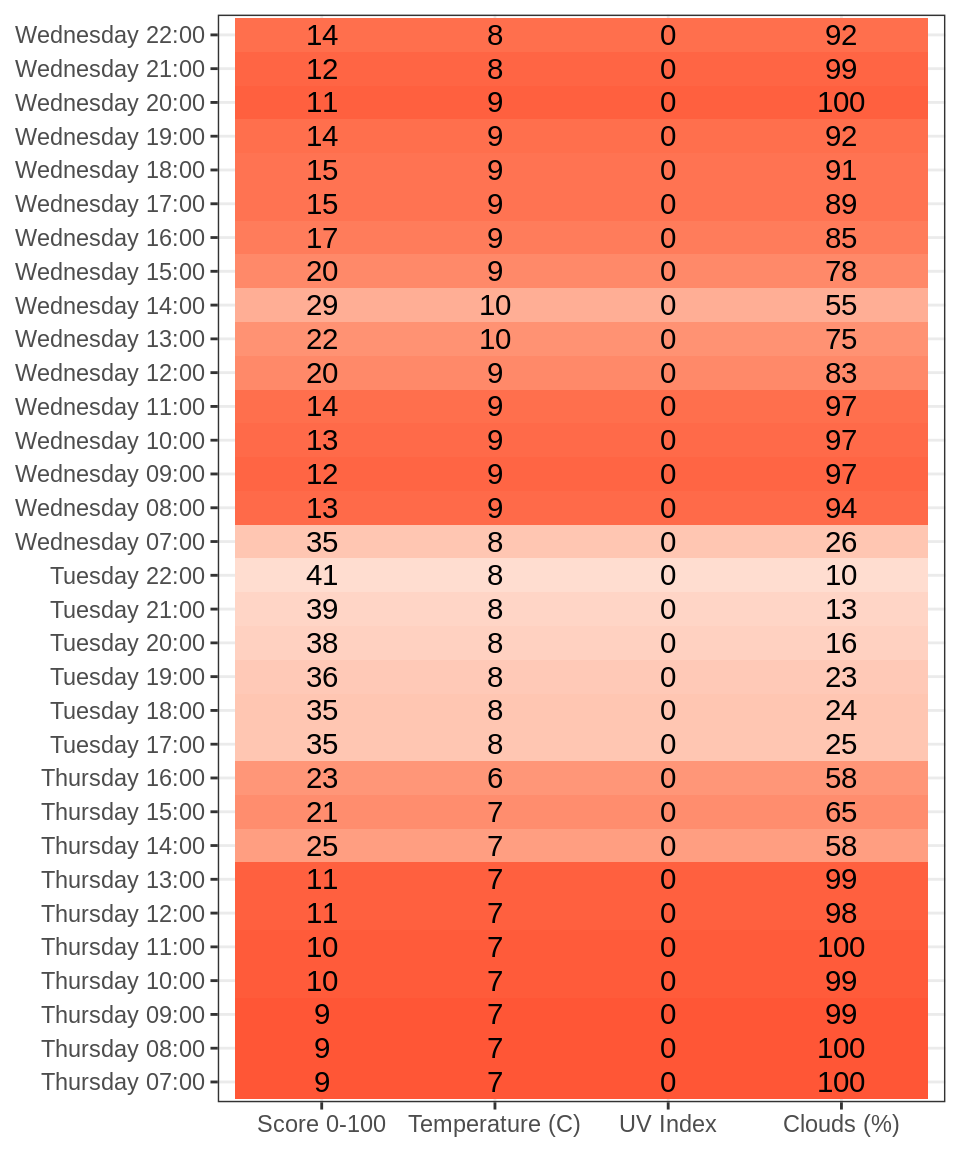 Wednesday 22:00 14 8 0 92
Wednesday 21:00 12 8 0 99
Wednesday 20:00 11 9 0 100
Wednesday 19:00 14 9 0 92
Wednesday 18:00 15 9 0 91
Wednesday 17:00 15 9 0 89
Wednesday 16:00 17 9 0 85
Wednesday 15:00 20 9 0 78
Wednesday 14:00 29 10 0 55
Wednesday 13:00 22 10 0 75
Wednesday 12:00 20 9 0 83
Wednesday 11:00 14 9 0 97
Wednesday 10:00 13 9 0 97
Wednesday 09:00 12 9 0 97
Wednesday 08:00 13 9 0 94
Wednesday 07:00 35 8 0 26
Tuesday 22:00 41 8 0 10
Tuesday 21:00 39 8 0 13
Tuesday 20:00 38 8 0 16
Tuesday 19:00 36 8 0 23
Tuesday 18:00 35 8 0 24
Tuesday 17:00 35 8 0 25
Thursday 16:00 23 6 0 58
Thursday 15:00 21 7 0 65
Thursday 14:00 25 7 0 58
Thursday 13:00 11 7 0 99
Thursday 12:00 11 7 0 98
Thursday 11:00 10 7 0 100
Thursday 10:00 10 7 0 99
Thursday 09:00 9 7 0 99
Thursday 08:00 9 7 0 100
Thursday 07:00 9 7 0 100
Score 0-100 Temperature (C) UV Index Clouds (%)